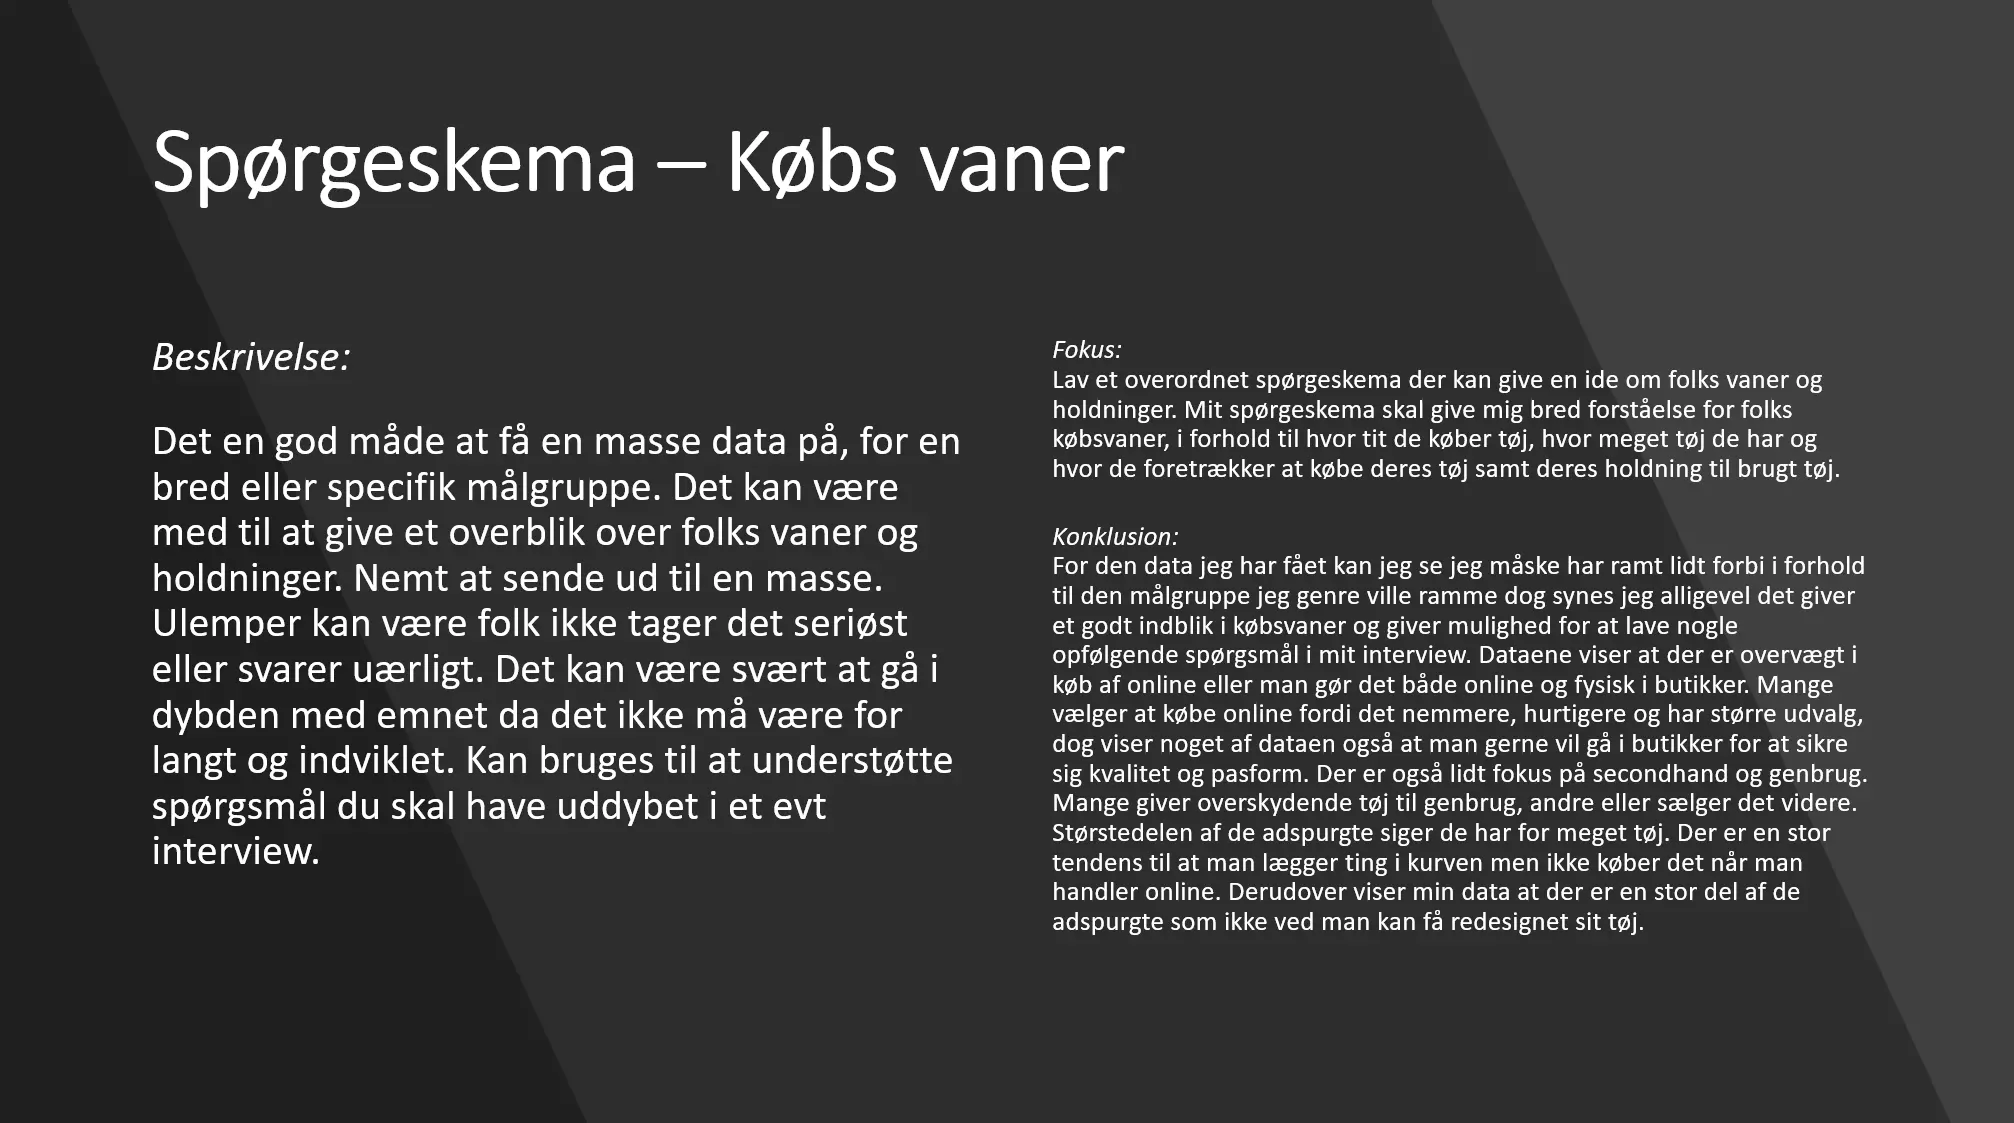 Spørgeskema – Købs vaner
Beskrivelse:
Det en god måde at få en masse data på, for en
bred eller specifik målgruppe. Det kan være
med til at give et overblik over folks vaner og
holdninger. Nemt at sende ud til en masse.
Ulemper kan være folk ikke tager det seriøst
eller svarer uærligt. Det kan være svært at gå i
dybden med emnet da det ikke må være for
langt og indviklet. Kan bruges til at understøtte
spørgsmål du skal have uddybet i et evt
interview.
Fokus:
Lav et overordnet spørgeskema der kan give en ide om folks vaner og
holdninger. Mit spørgeskema skal give mig bred forståelse for folks
købsvaner, i forhold til hvor tit de køber tøj, hvor meget tøj de har og
hvor de foretrækker at købe deres tøj samt deres holdning til brugt tøj.
Konklusion:
For den data jeg har fået kan jeg se jeg måske har ramt lidt forbi i forhold
til den målgruppe jeg genre ville ramme dog synes jeg alligevel det giver
et godt indblik i købsvaner og giver mulighed for at lave nogle
opfølgende spørgsmål i mit interview. Dataene viser at der er overvægt i
køb af online eller man gør det både online og fysisk i butikker. Mange
vælger at købe online fordi det nemmere, hurtigere og har større udvalg,
dog viser noget af dataen også at man gerne vil gå i butikker for at sikre
sig kvalitet og pasform. Der er også lidt fokus på secondhand og genbrug.
Mange giver overskydende tøj til genbrug, andre eller sælger det videre.
Størstedelen af de adspurgte siger de har for meget tøj. Der er en stor
tendens til at man lægger ting i kurven men ikke køber det når man
handler online. Derudover viser min data at der er en stor del af de
adspurgte som ikke ved man kan få redesignet sit tøj.